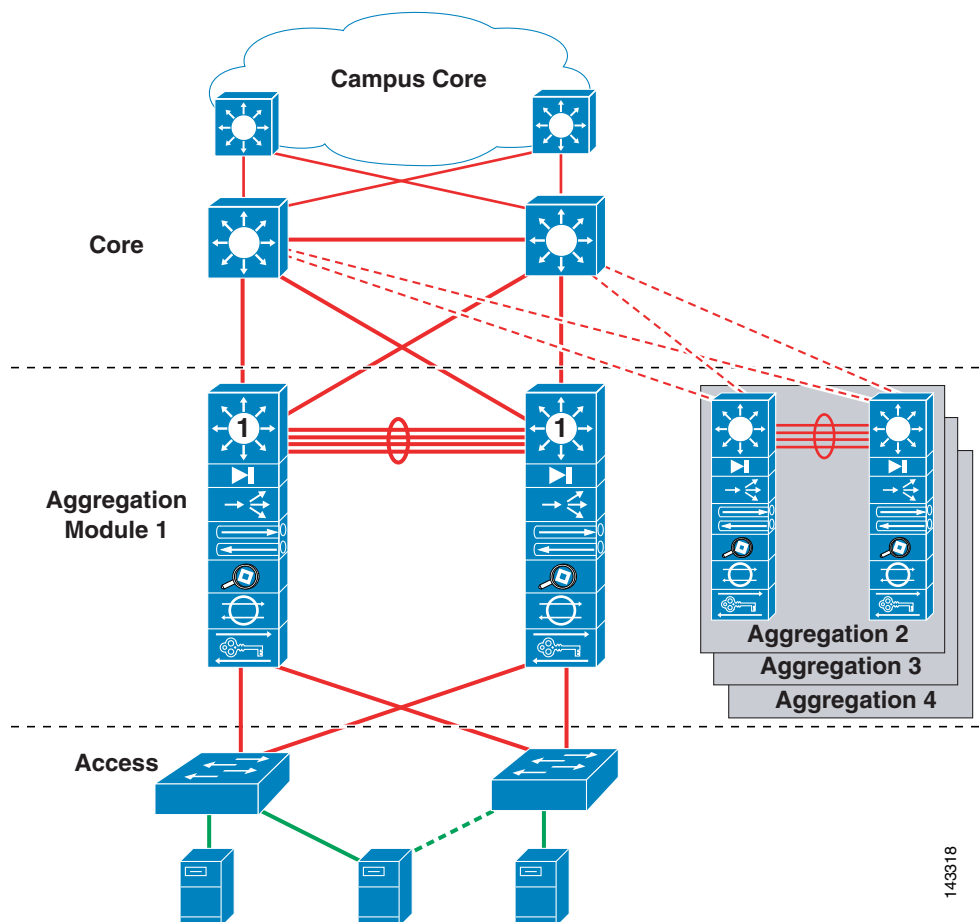 Campus Core
Core
1
1
Aggregation
Module 1
Aggregation 2
Aggregation 3
Aggregation 4
Access
143318